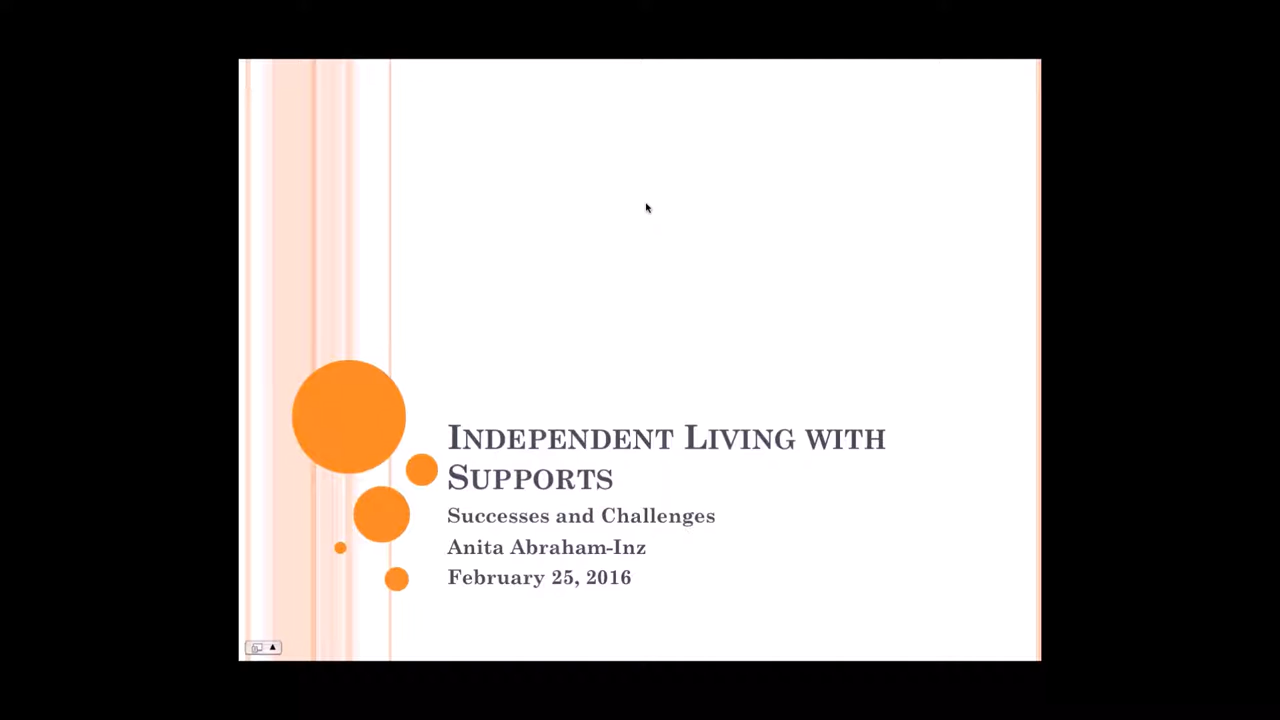 Independent Living with
Supports
Successes and Challenges
Anita Abraham-Inz
February 25, 2016